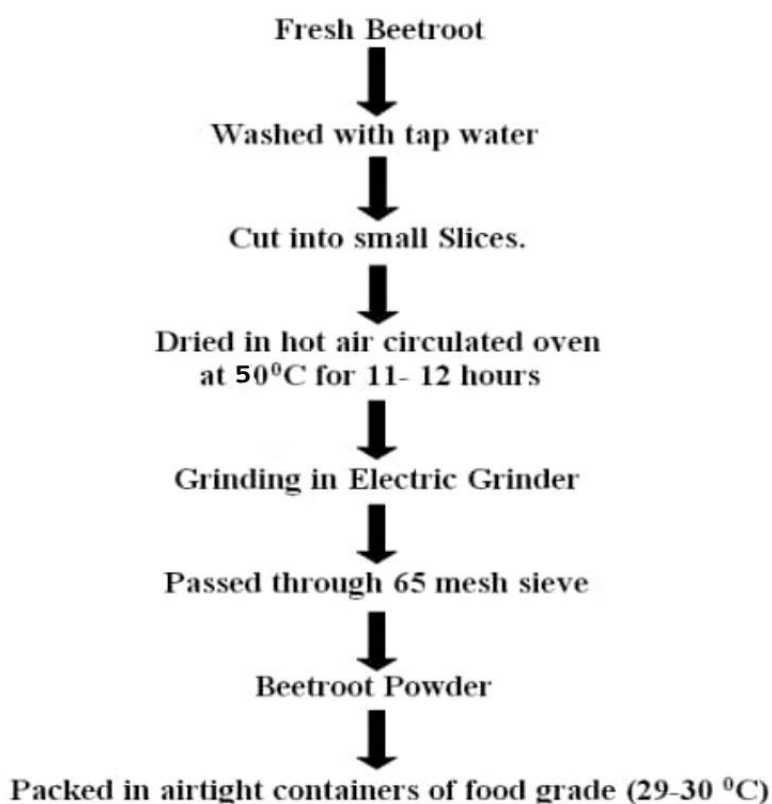 Fresh Beetroot
Washed with tap water
Cut into small Slices.
Dried in hot air circulated oven
at 50⁰C for 11- 12 hours
Grinding in Electric Grinder
Passed through 65 mesh sieve
Beetroot Powder
Packed in airtight containers of food grade (29-30 ⁰C)